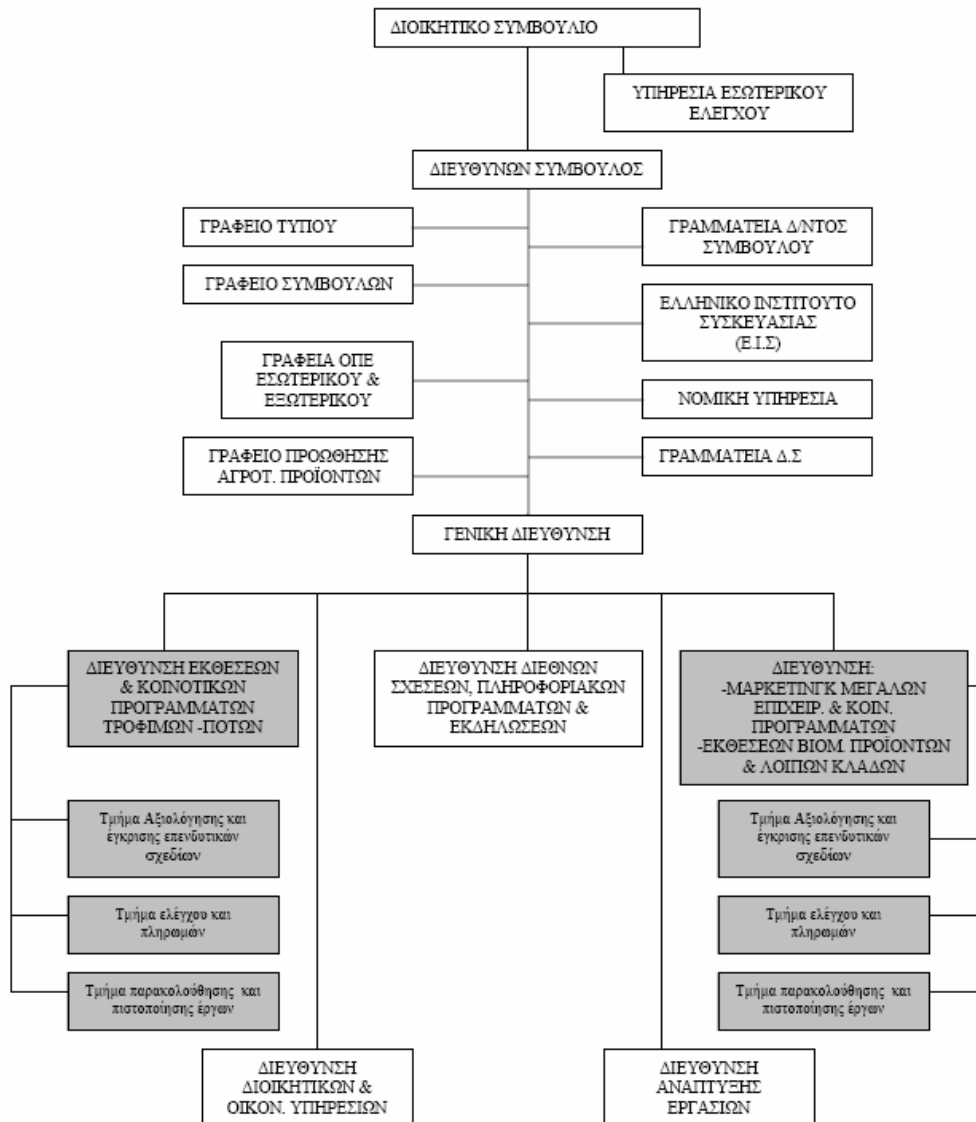 ΔΙΟΙΚΗΤΙΚΟ ΣΥΜΒΟΥΛΙΟ
ΥΠΗΡΕΣΙΑ ΕΣΩΤΕΡΙΚΟΥ
ΕΛΕΓΧΟΥ
ΔΙΕΥΘΥΝΩΝ ΣΥΜΒΟΥΛΟΣ
ΓΡΑΦΕΙΟ ΤΥΠΟΥ
ΓΡΑΜΜΑΤΕΙΑ Δ/ΝΤΟΣ
ΣΥΜΒΟΥΛΟΥ
ΓΡΑΦΕΙΟ ΣΥΜΒΟΥΛΩΝ
ΕΛΛΗΝΙΚΟ ΙΝΣΤΙΤΟΥΤΟ
ΣΥΣΚΕΥΑΣΙΑΣ
(Ε.Ι.Σ)
ΓΡΑΦΕΙΑ ΟΠΕ
ΕΣΩΤΕΡΙΚΟΥ &
ΕΞΩΤΕΡΙΚΟΥ
ΝΟΜΙΚΗ ΥΠΗΡΕΣΙΑ
ΓΡΑΦΕΙΟ ΠΡΟΩΘΗΣΗΣ
ΑΓΡΟΤ. ΠΡΟΪΟΝΤΩΝ
ΓΡΑΜΜΑΤΕΙΑ Δ.Σ
ΓΕΝΙΚΗ ΔΙΕΥΘΥΝΣΗ
ΔΙΕΥΘΥΝΣΗ ΕΚΘΕΣΕΩΝ
& ΚΟΙΝΟΤΙΚΩΝ
ΠΡΟΓΡΑΜΜΑΤΩΝ
ΤΡΟΦΙΜΩΝ -ΠΟΤΩΝ
ΔΙΕΥΘΥΝΣΗ ΔΙΕΘΝΩΝ
ΣΧΕΣΕΩΝ, ΠΛΗΡΟΦΟΡΙΑΚΩΝ
ΠΡΟΓΡΑΜΜΑΤΩΝ &
ΕΚΔΗΛΩΣΕΩΝ
ΔΙΕΥΘΥΝΣΗ:
-ΜΑΡΚΕΤΙΝΓΚ ΜΕΓΑΛΩΝ
ΕΠΙΧΕΙΡ. & ΚΟΙΝ.
ΠΡΟΓΡΑΜΜΑΤΩΝ
-ΕΚΘΕΣΕΩΝ ΒΙΟΜ. ΠΡΟΪΟΝΤΩΝ
& ΛΟΙΠΩΝ ΚΛΑΔΩΝ
Τμήμα Αξιολόγησης και
έγκρισης επενδυτικών
σχεδίων
Τμήμα ελέγχου και
πληρωμών
Τμήμα παρακολούθησης και
πιστοποίησης έργων
Τμήμα Αξιολόγησης και
έγκρισης επενδυτικών
σχεδίων
Τμήμα ελέγχου και
πληρωμών
Τμήμα παρακολούθησης και
πιστοποίησης έργων
ΔΙΕΥΘΥΝΣΗ
ΔΙΟΙΚΗΤΙΚΩΝ &
ΟΙΚΟΝ. ΥΠΗΡΕΣΙΩΝ
ΔΙΕΥΘΥΝΣΗ
ΑΝΑΠΤΥΞΗΣ
ΕΡΓΑΣΙΩΝ